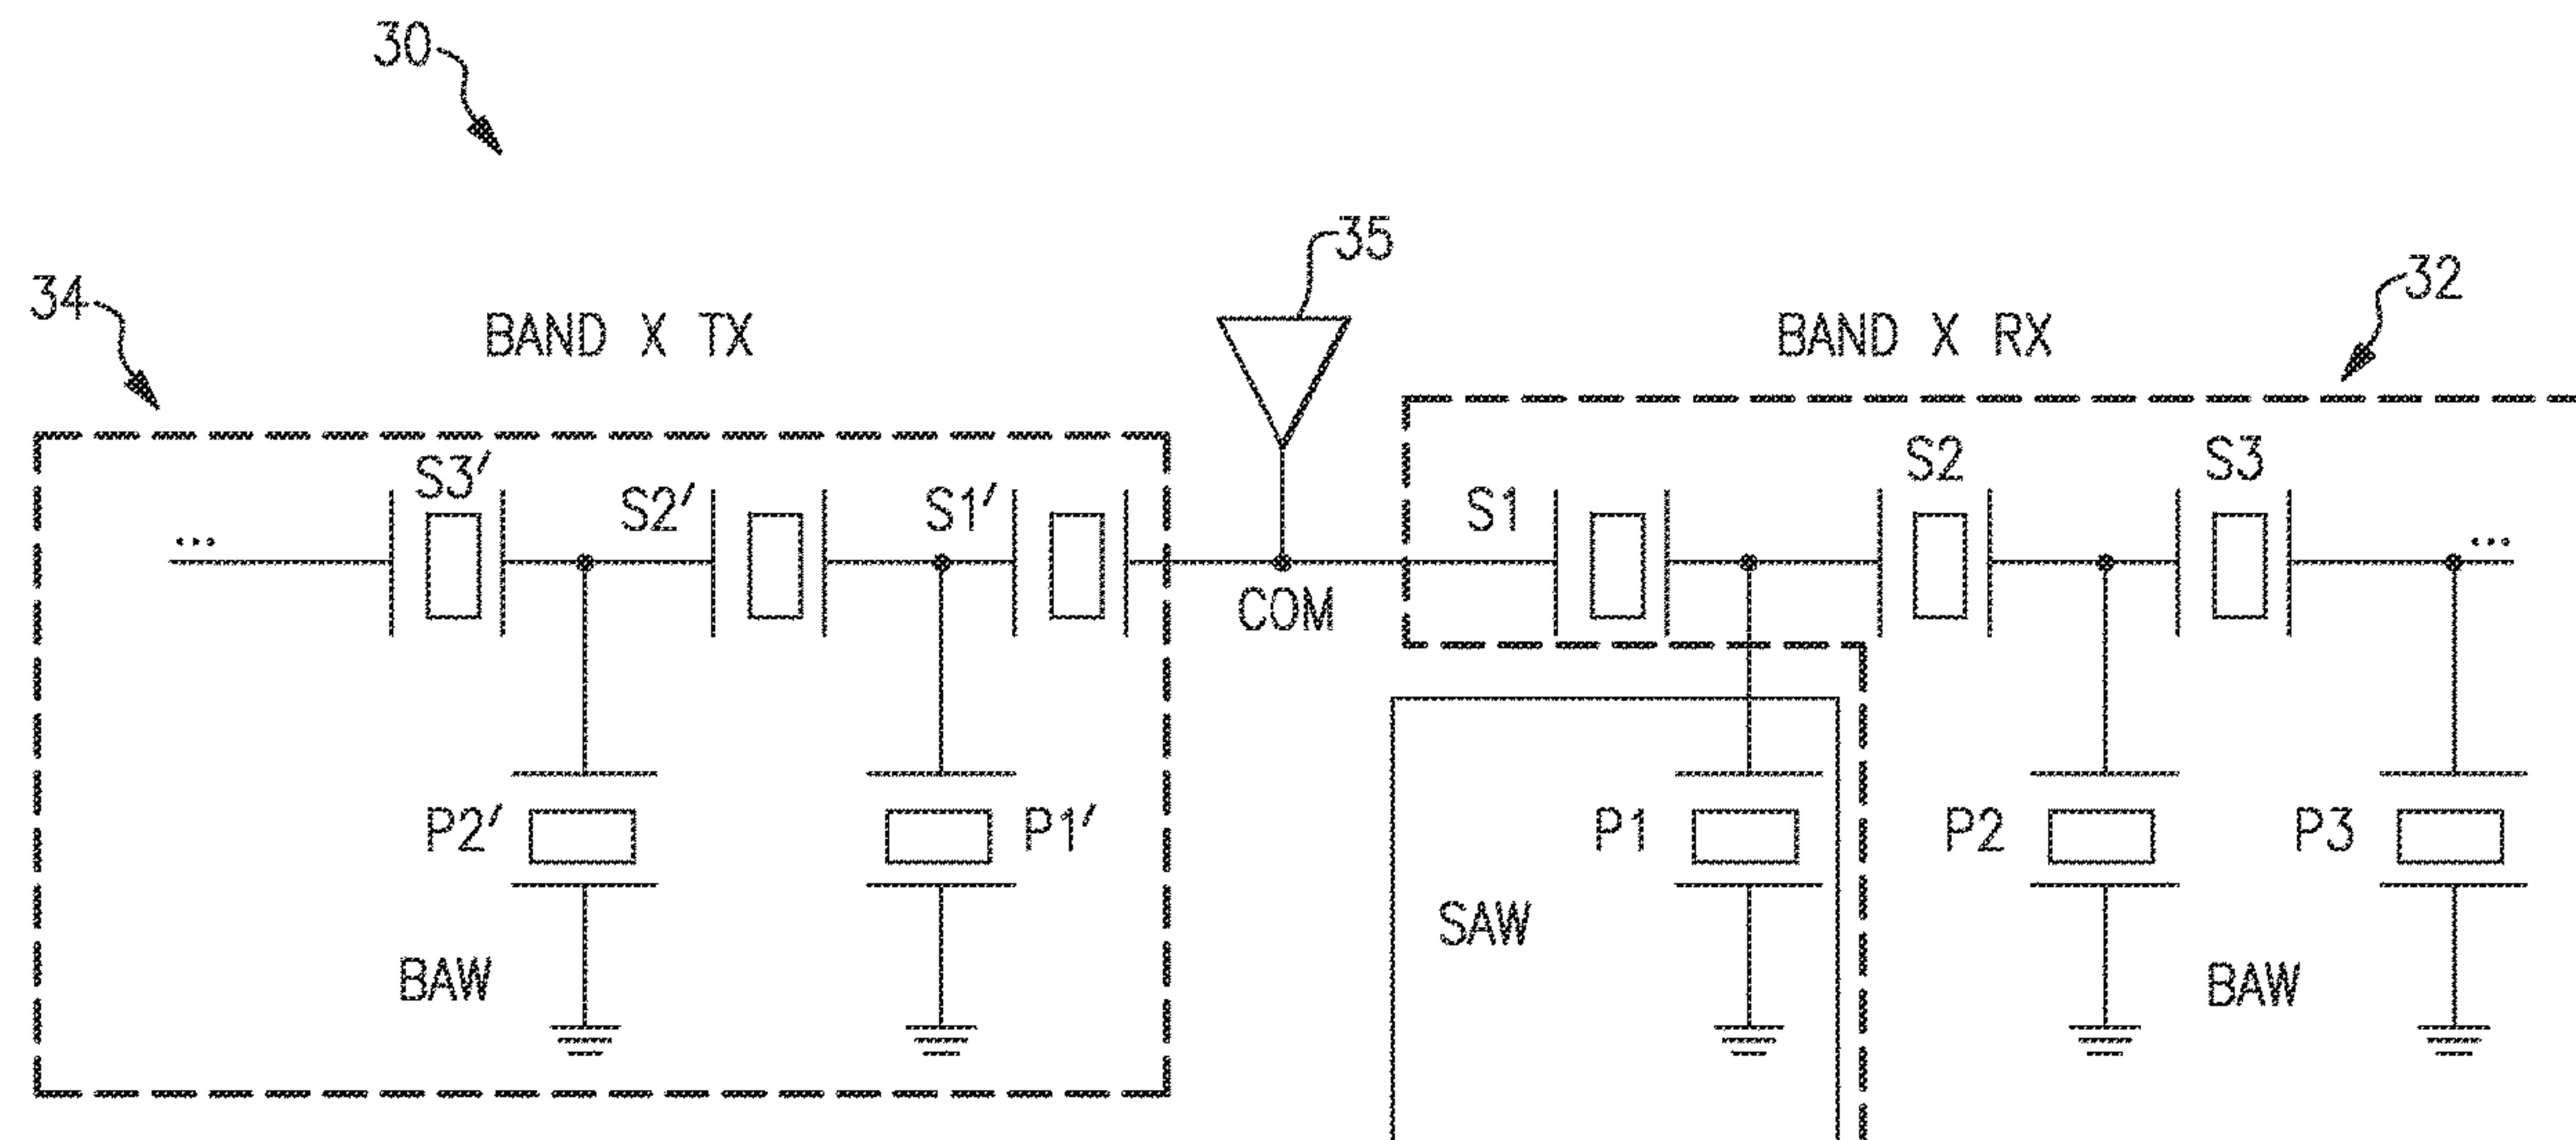 30
35
34
32
BAND X TX
BAND X RX
S3′
S2′
S1′
S1
S2
S3
...
...
COM
P2′
P1′
P1
P2
P3
SAW
BAW
BAW